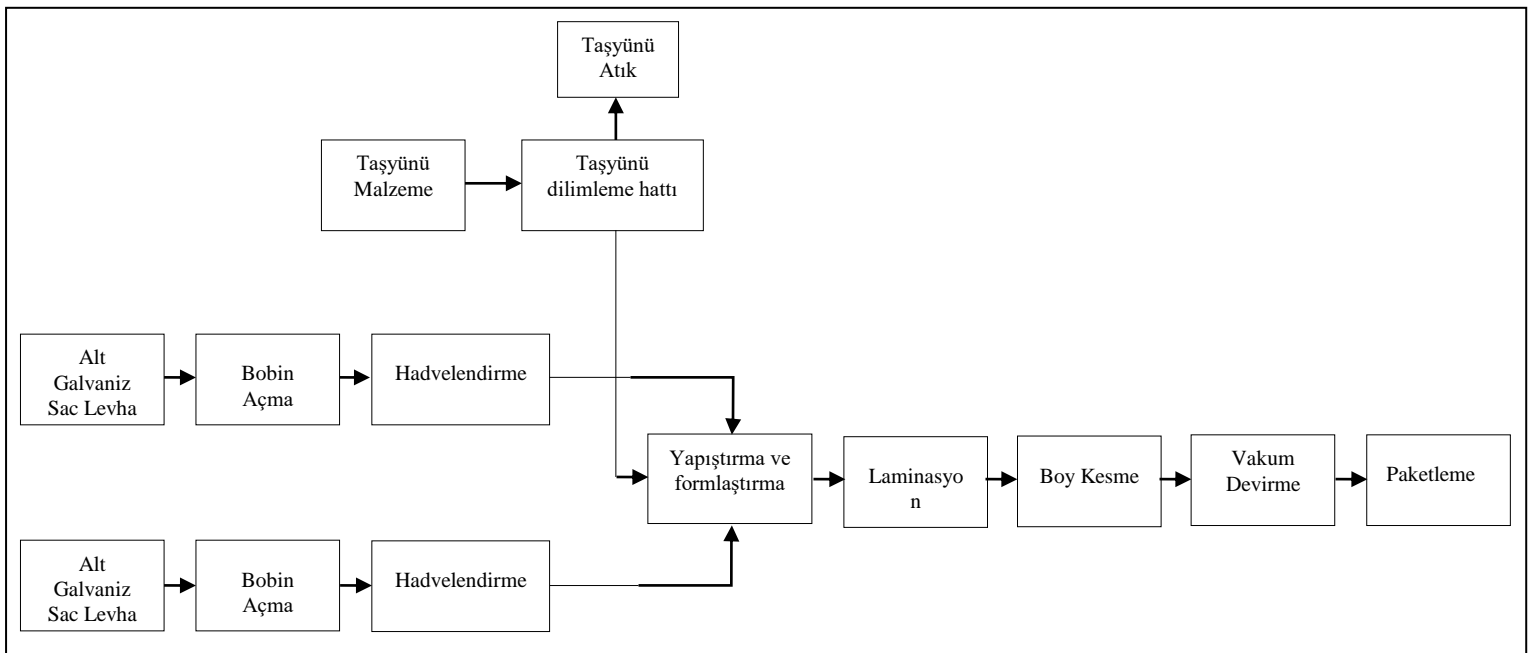 Taşyünü
Atık
Taşyünü
Malzeme
Taşyünü
dilimleme hattı
Alt
Galvaniz
Sac Levha
Bobin
Açma
Hadvelendirme
Yapıştırma ve
formlaştırma
Laminasyo
n
Boy Kesme
Vakum
Devirme
Paketleme
Alt
Galvaniz
Sac Levha
Bobin
Açma
Hadvelendirme